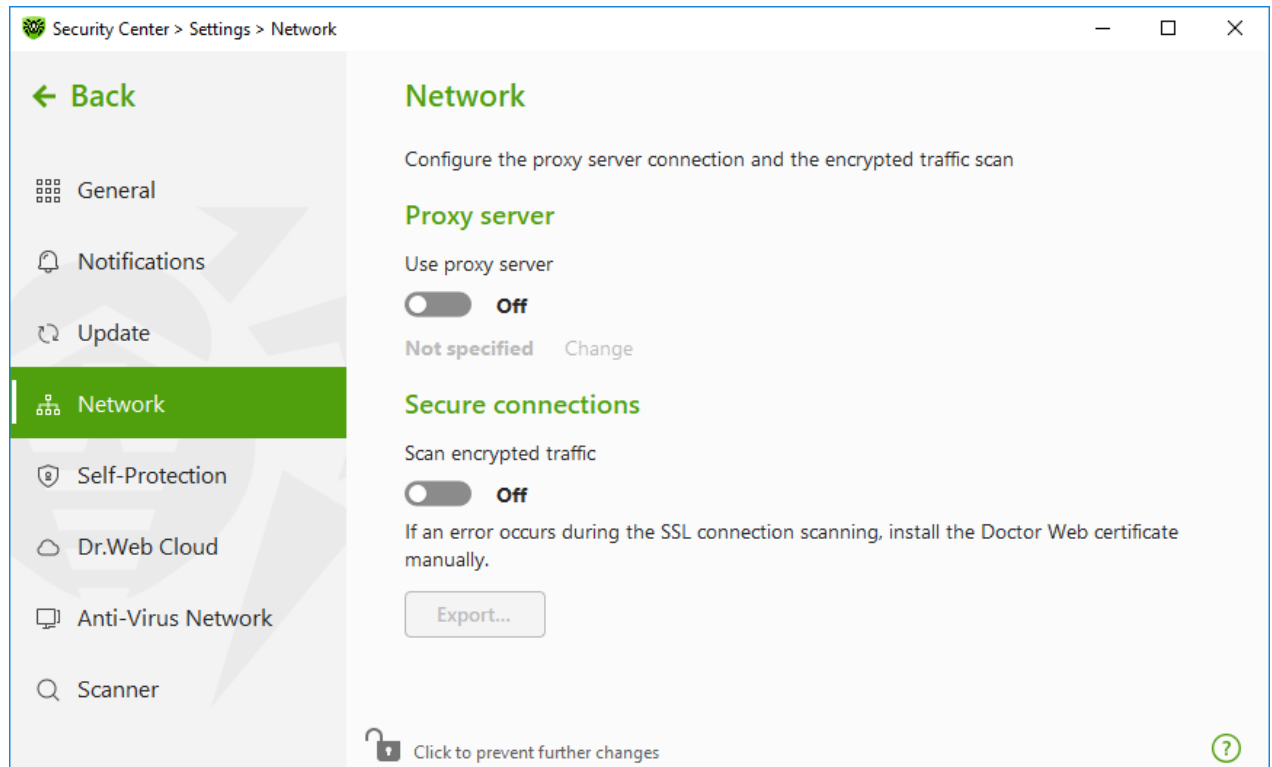 Security Center > Settings > Network
Back
General
Notifications
Update
Network
Self-Protection
Dr.Web Cloud
Anti-Virus Network
Scanner
Network
Configure the proxy server connection and the encrypted traffic scan
Proxy server
Use proxy server
Off
Not specified Change
Secure connections
Scan encrypted traffic
Off
If an error occurs during the SSL connection scanning, install the Doctor Web certificate
manually.
Export...
Click to prevent further changes
?